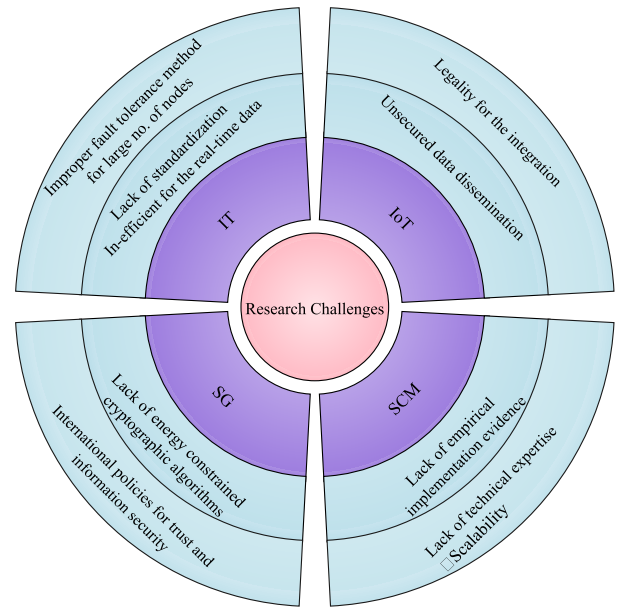 Improper fault tolerance method
for large no. of nodes
Lack of standardization
In-efficient for the real-time data
IT
Legality for the integration
Unsecured data dissemination
IoT
Research Challenges
SG
Lack of energy constrained
cryptographic algorithms
International policies for trust and
information security
SCM
Lack of empirical
implementation evidence
Lack of technical expertise
Scalability